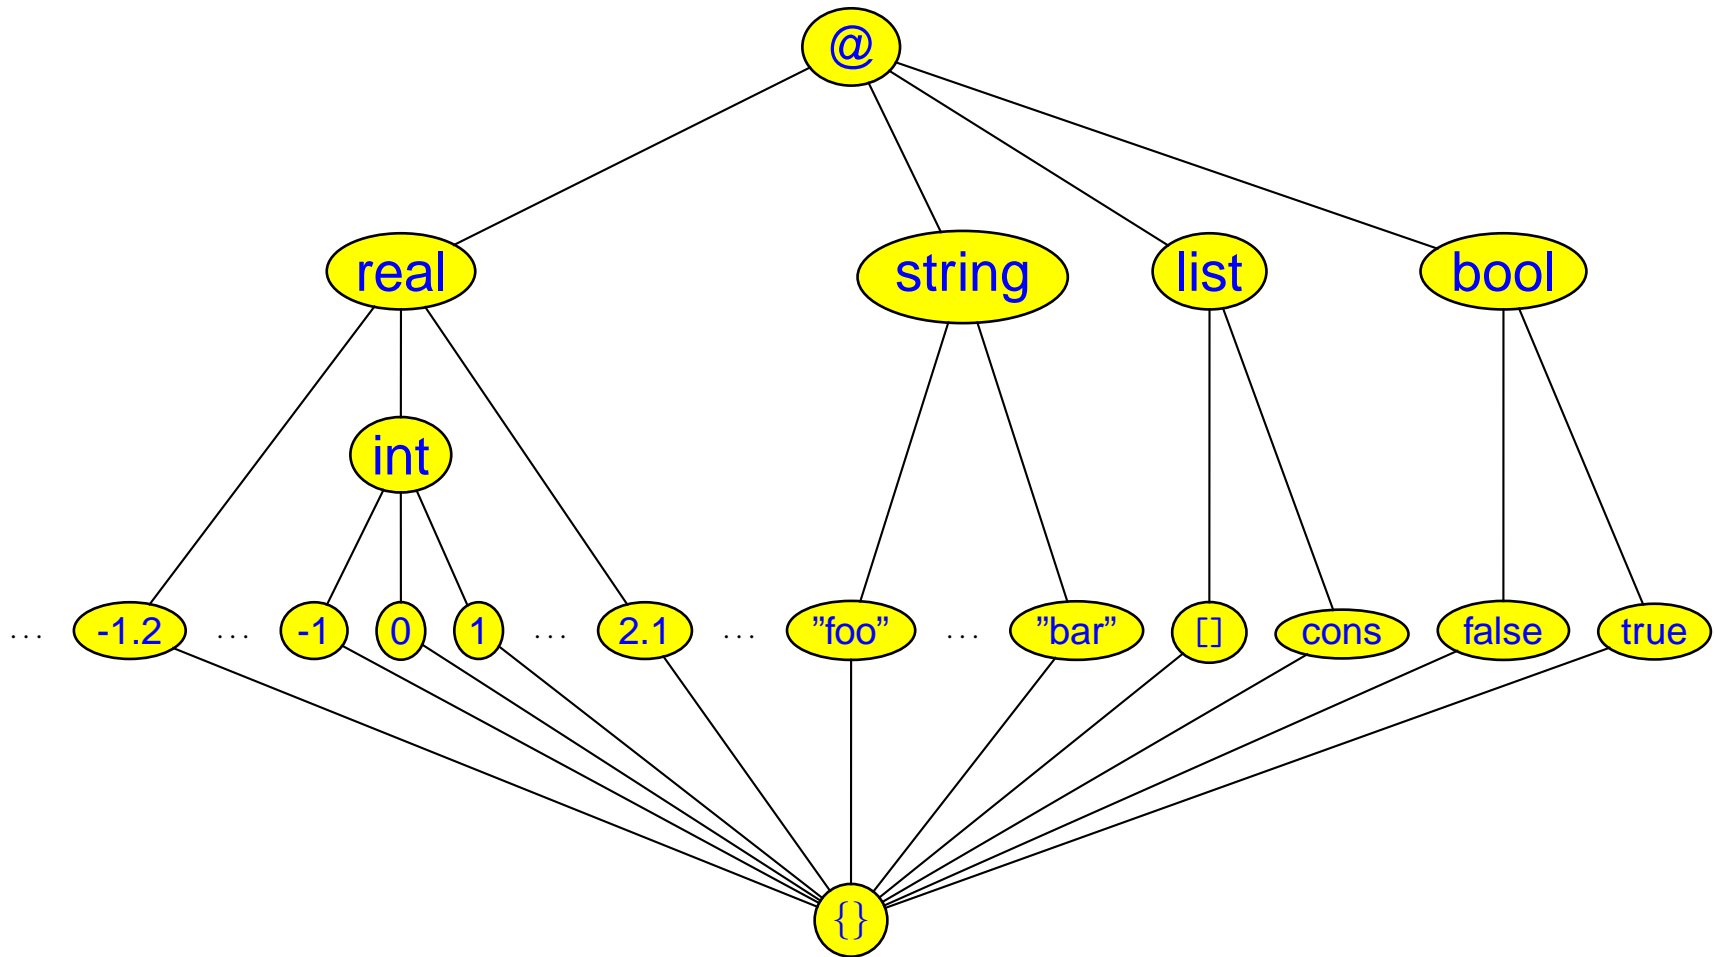 @
real string list bool
int
... -1.2 ... -1 0 1 ... 2.1 ... ”foo” ... ”bar” [] cons false true
{}